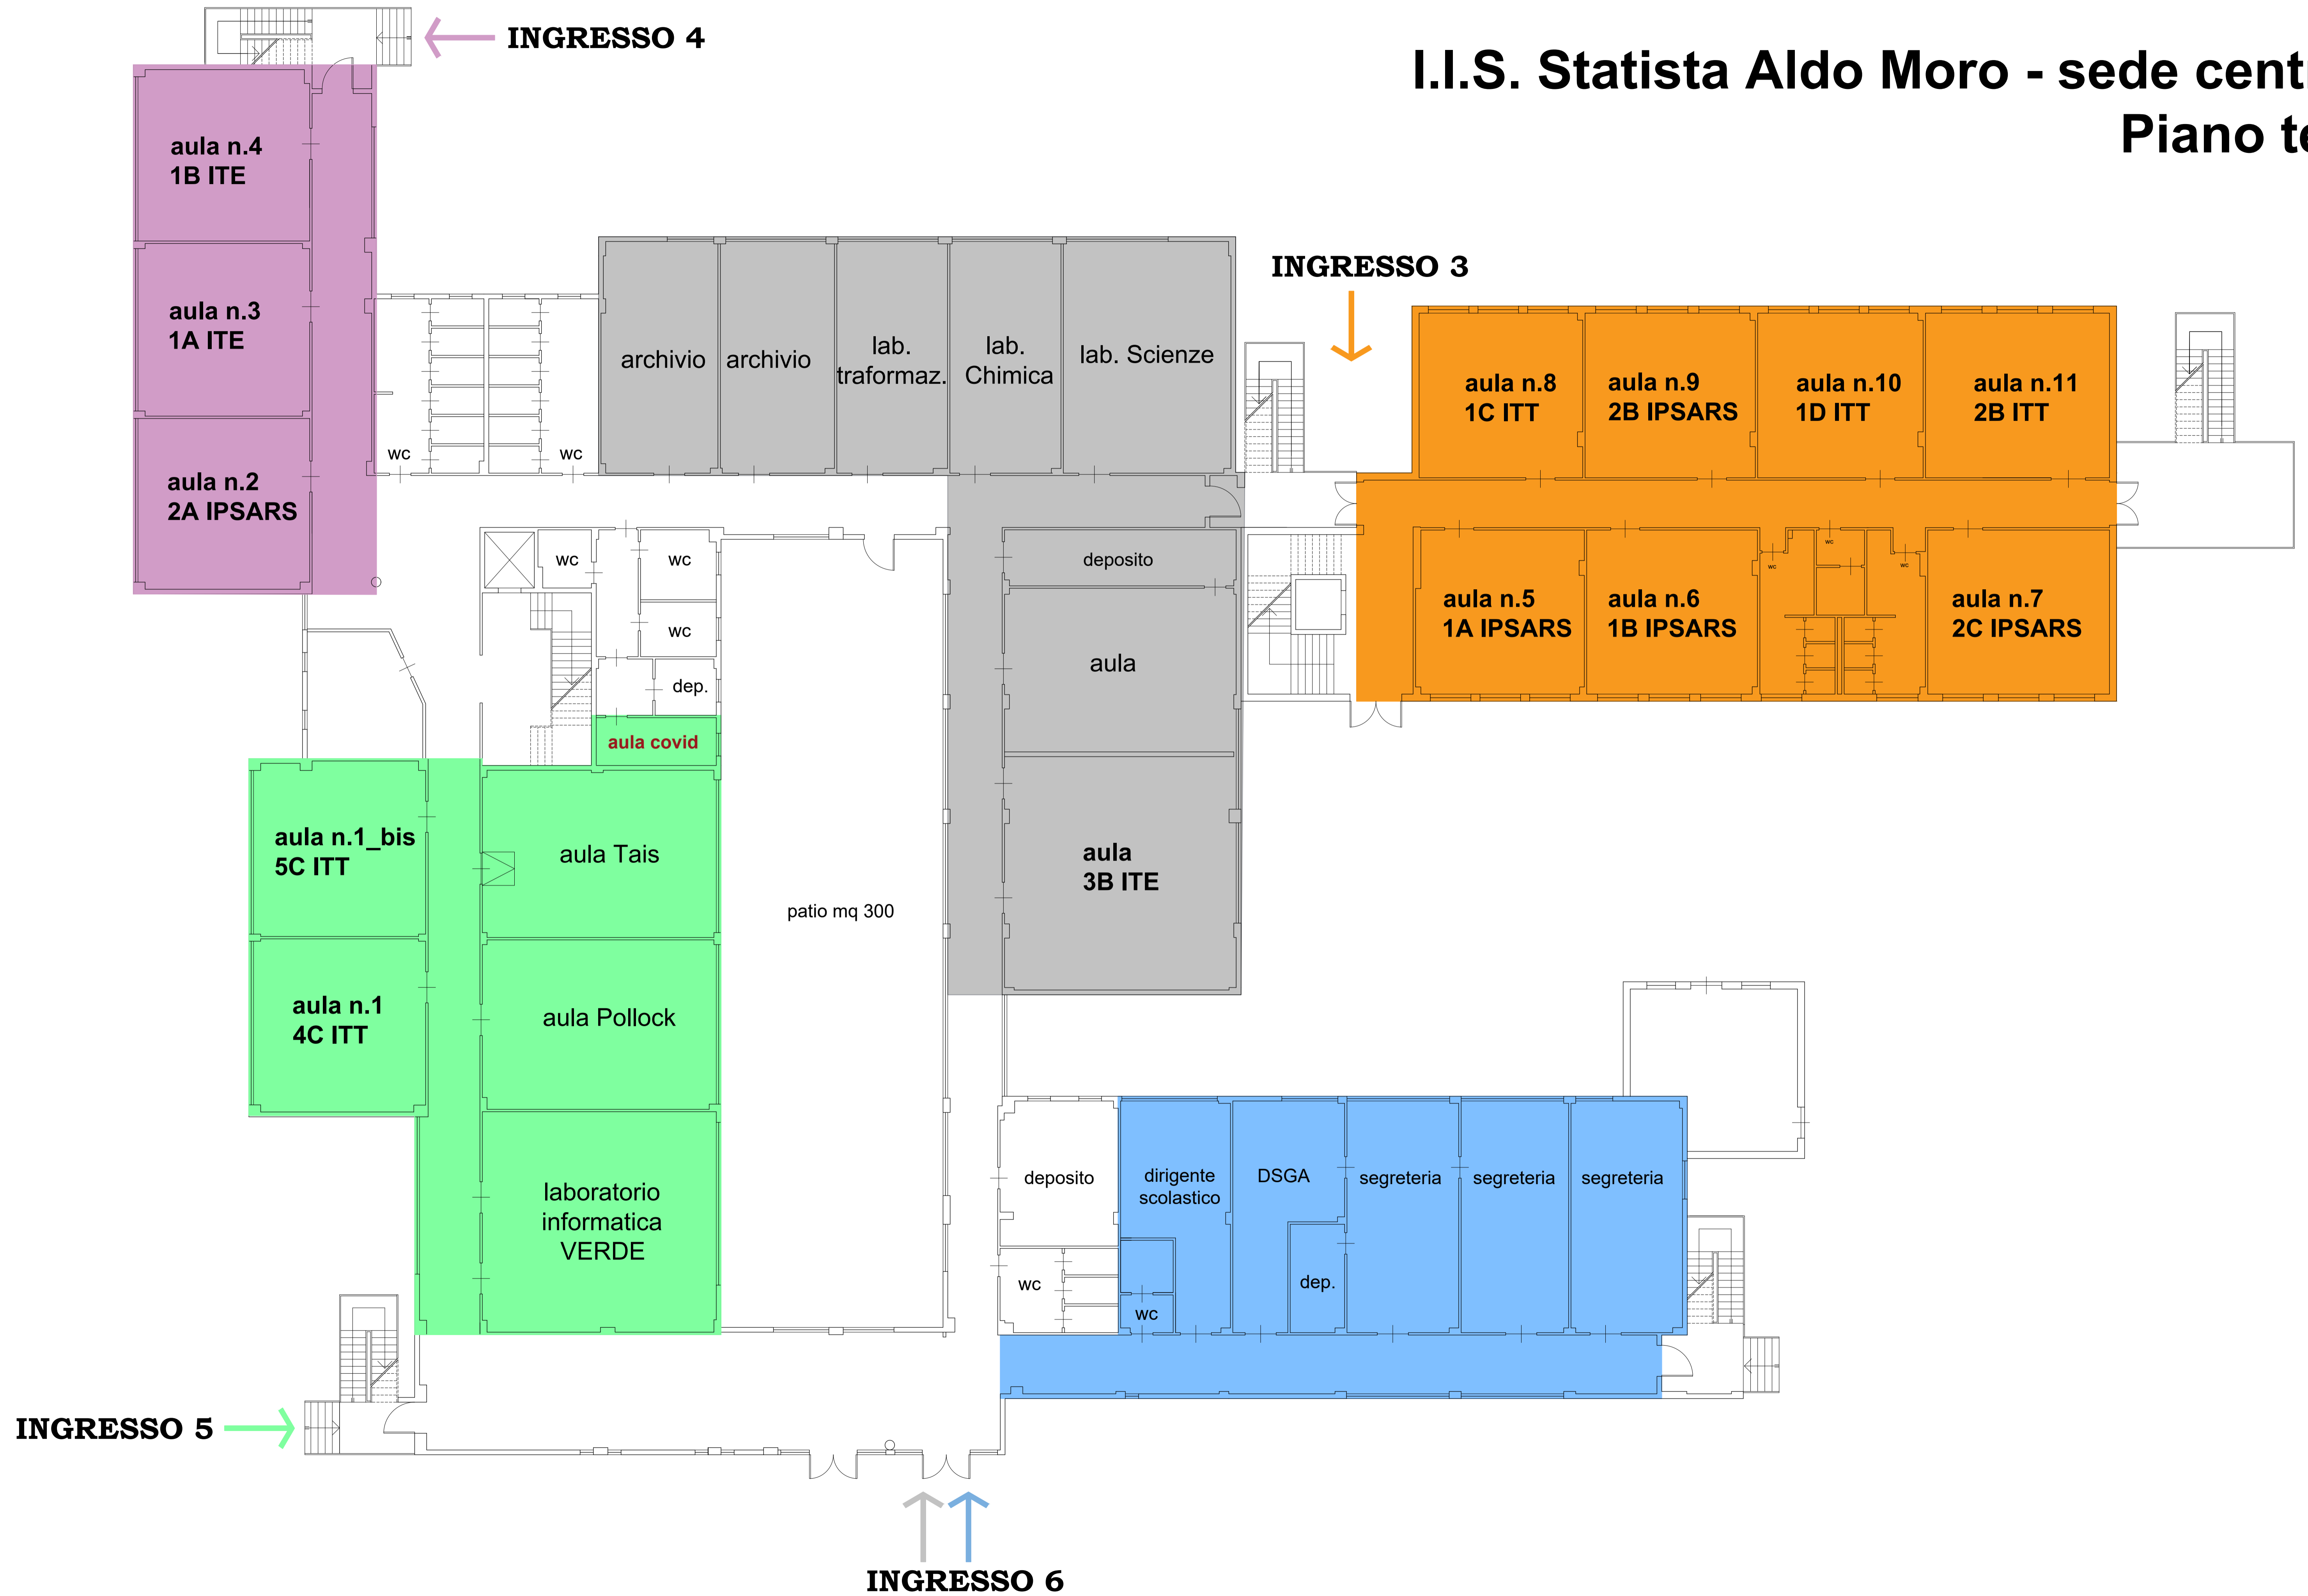 INGRESSO 4
I.I.S. Statista Aldo Moro - sede cent
Piano te
aula n.4
1B ITE
aula n.3
1A ITE
aula n.2
2A IPSARS
wc
wc
archivio
archivio
lab.
traformaz.
lab.
Chimica
lab. Scienze
INGRESSO 3
aula n.8
1C ITT
aula n.9
2B IPSARS
aula n.10
1D ITT
aula n.11
2B ITT
wc
wc
wc
dep.
aula covid
deposito
aula
aula
3B ITE
aula n.5
1A IPSARS
aula n.6
1B IPSARS
wc
wc
wc
aula n.7
2C IPSARS
aula n.1_bis
5C ITT
aula Tais
aula n.1
4C ITT
aula Pollock
patio mq 300
laboratorio
informatica
VERDE
deposito
wc
dirigente
scolastico
wc
DSGA
dep.
segreteria
segreteria
segreteria
INGRESSO 5
INGRESSO 6